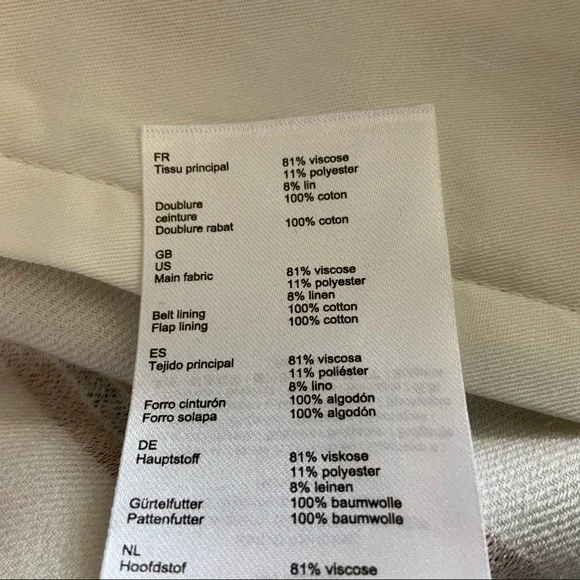 FR
Tissu principal 81% viscose
11% polyester
8% lin
Doublure 100% coton
ceinture
Doublure rabat 100% coton
GB
US
Main fabric 81% viscose
11% polyester
8% linen
Belt lining 100% cotton
Flap lining 100% cotton
ES
Tejido principal 81% viscosa
11% poliéster
8% lino
Forro cinturón 100% algodón
Forro solapa 100% algodón
DE
Hauptstoff 81% viskose
11% polyester
8% leinen
Gürtelfutter 100% baumwolle
Pattenfutter 100% baumwolle
NL
Hoofdstof 81% viscose